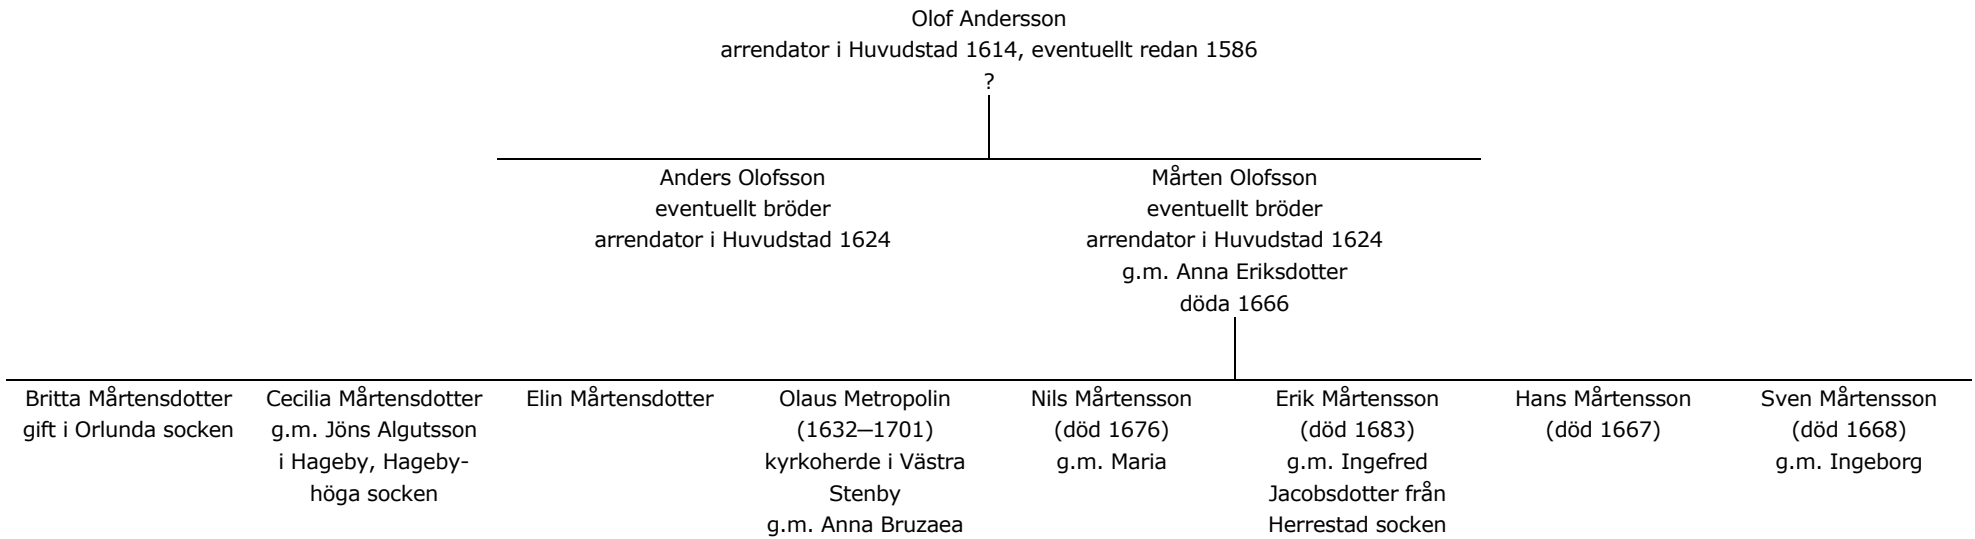 Olof Andersson
arrendator i Huvudstad 1614, eventuellt redan 1586
?
Anders Olofsson
eventuellt bröder
arrendator i Huvudstad 1624
Mårten Olofsson
eventuellt bröder
arrendator i Huvudstad 1624
g.m. Anna Eriksdotter
döda 1666
Britta Mårtensdotter
gift i Orlunda socken
Cecilia Mårtensdotter
g.m. Jöns Algutsson
i Hageby, Hageby-
höga socken
Elin Mårtensdotter
Olaus Metropolin
(1632—1701)
kyrkoherde i Västra
Stenby
g.m. Anna Bruzaea
Nils Mårtensson
(död 1676)
g.m. Maria
Erik Mårtensson
(död 1683)
g.m. Ingefred
Jacobsdotter från
Herrestad socken
Hans Mårtensson
(död 1667)
Sven Mårtensson
(död 1668)
g.m. Ingeborg